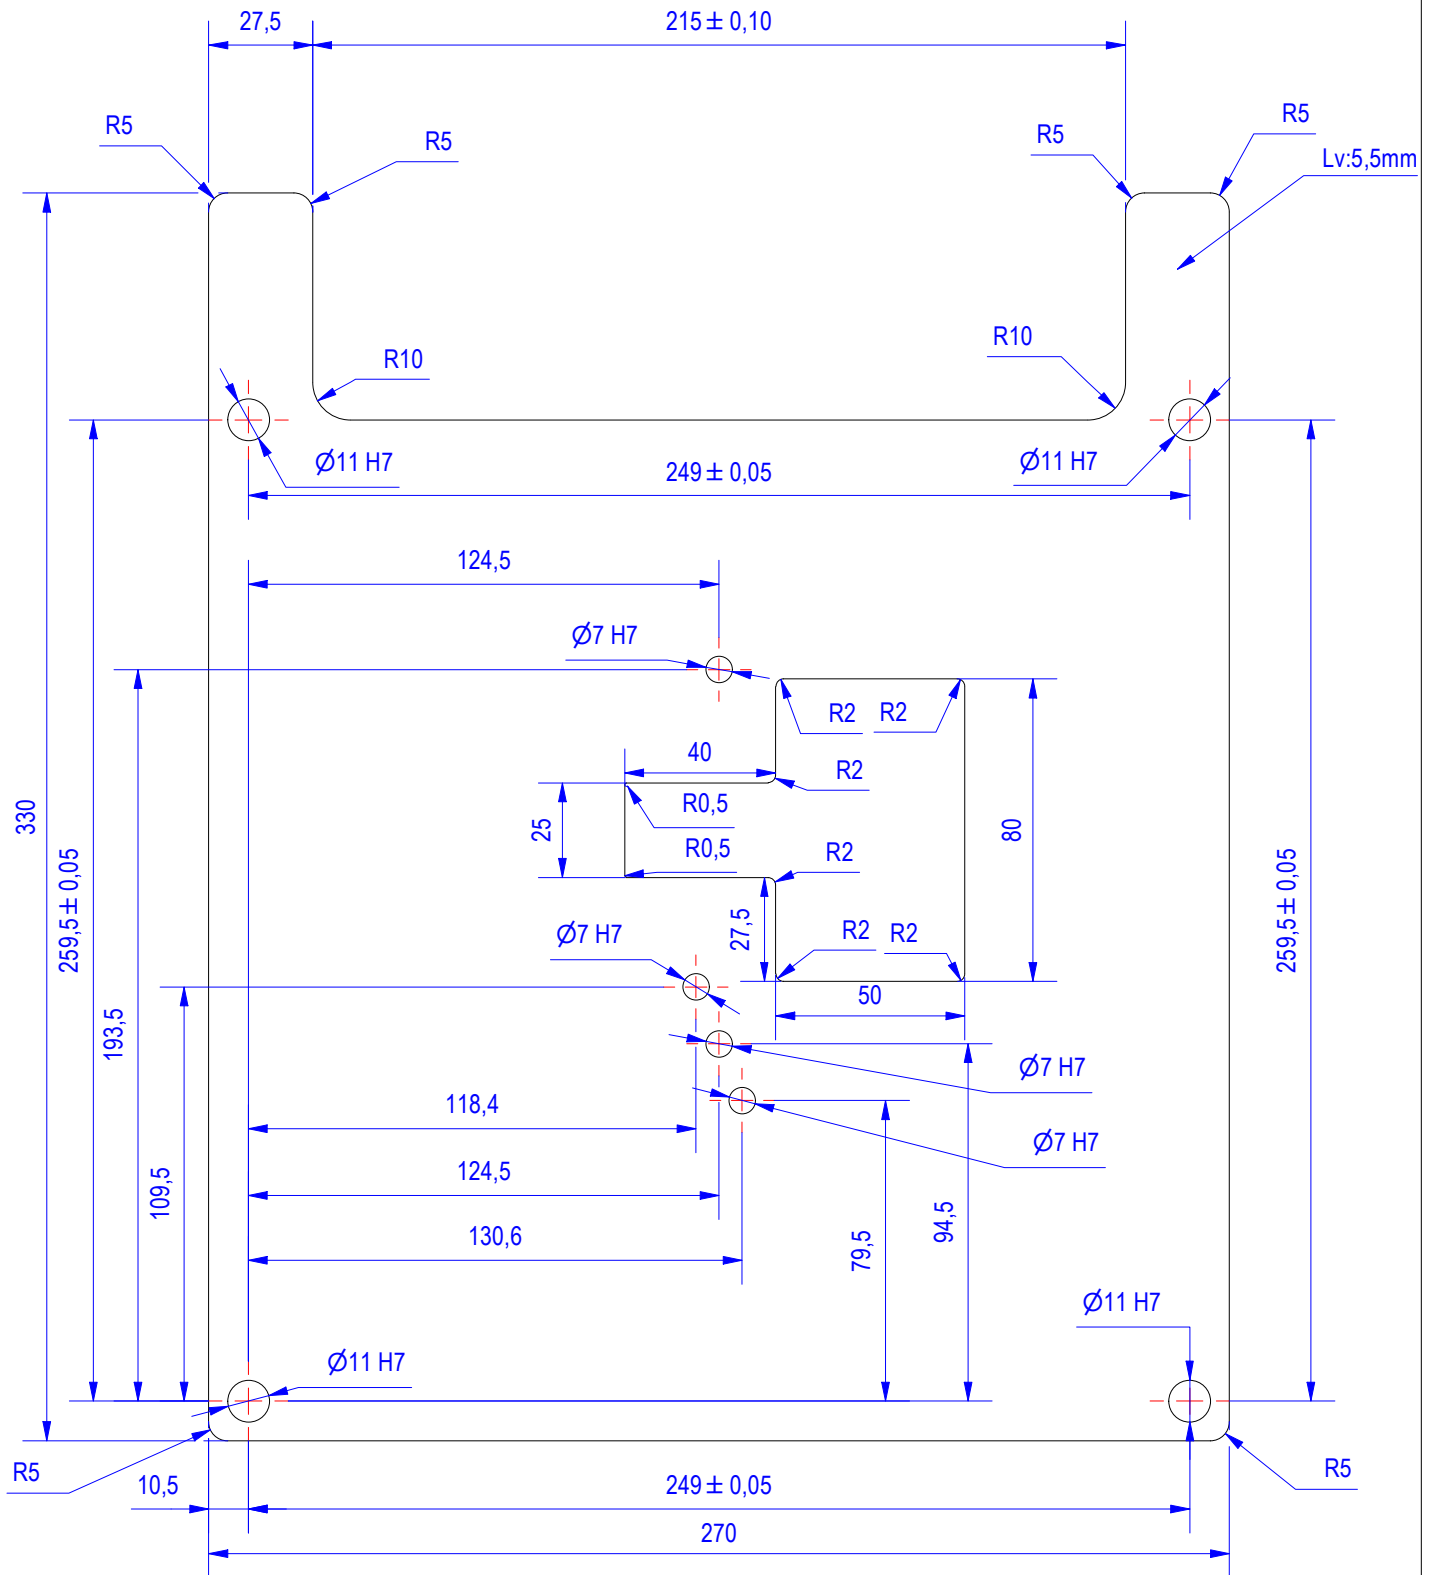 27,5
215 ± 0,10
R5
R5
R5
R5
Lv:5,5mm
R10
R10
Ø11 H7
249 ± 0,05
Ø11 H7
124,5
Ø7 H7
R2
R2
40
R2
R0,5
25
R0,5
R2
80
330
259,5 ± 0,05
259,5 ± 0,05
27,5
Ø7 H7
R2
R2
50
193,5
Ø7 H7
118,4
Ø7 H7
124,5
109,5
130,6
79,5
94,5
Ø11 H7
Ø11 H7
R5
10,5
249 ± 0,05
R5
270